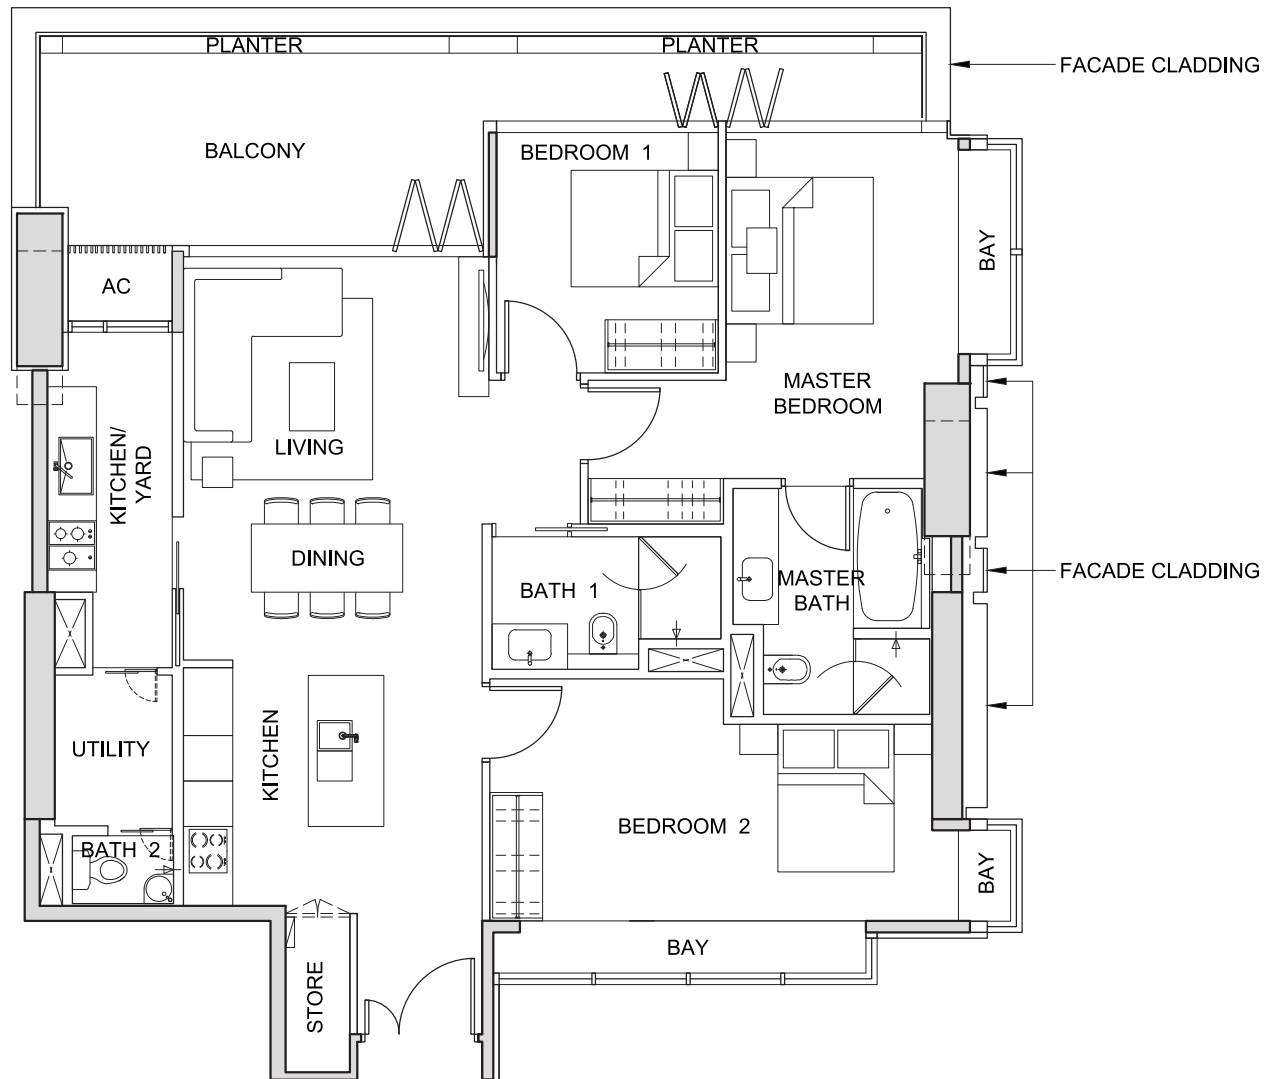 PLANTER
PLANTER
FACADE CLADDING
BALCONY
BEDROOM 1
BAY
AC
MASTER
BEDROOM
LIVING
KITCHEN/
YARD
DINING
BATH 1
MASTER
BATH
FACADE CLADDING
UTILITY
KITCHEN
BEDROOM 2
BATH 2
BAY
BAY
STORE